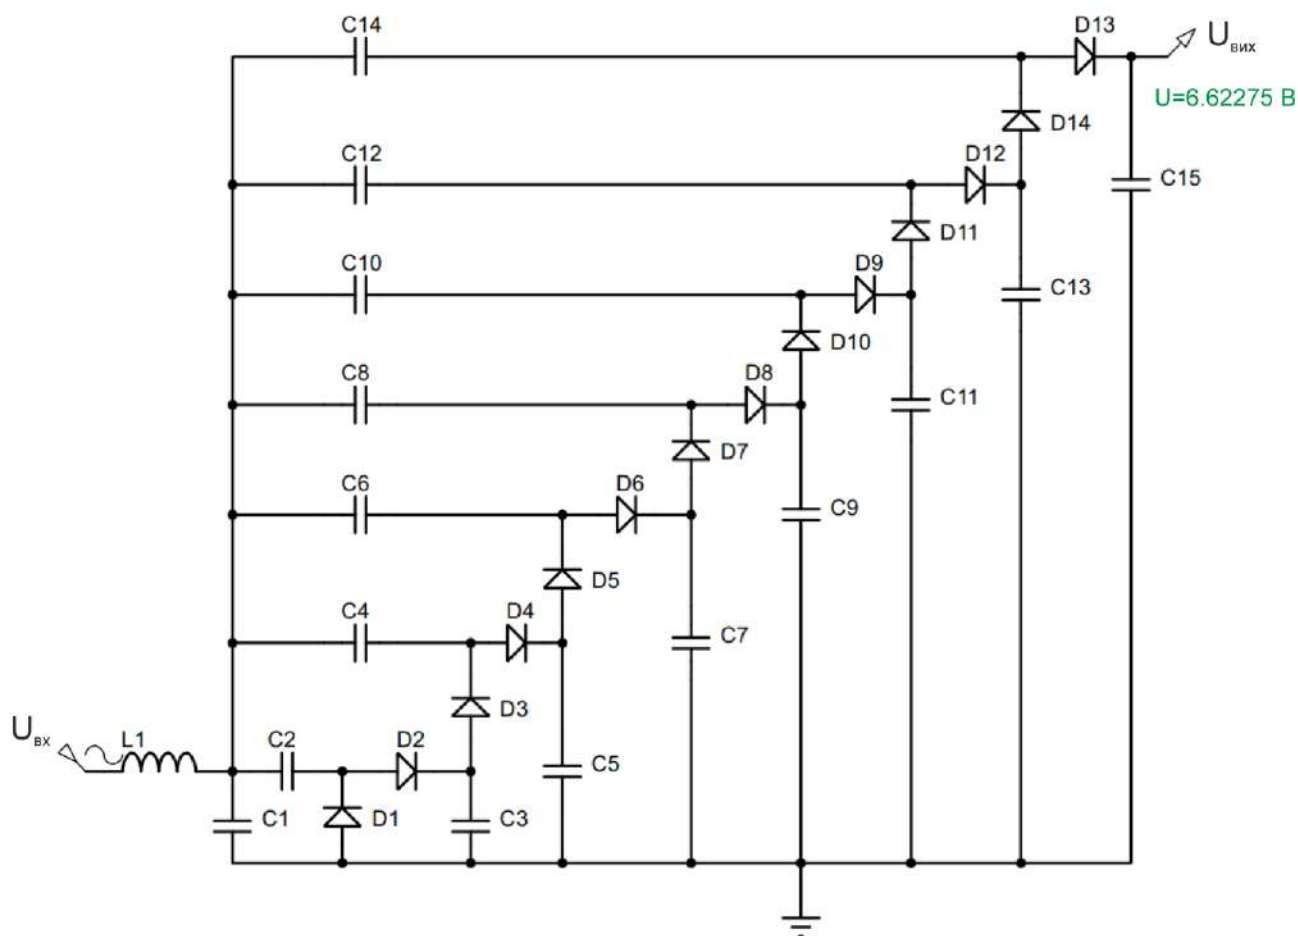 C14 D13 Uвих
U=6.62275 В
D14
C12 D12 C15
D11
C10 D9 C13
D10
C8 D8 C11
D7
C6 D6 C9
D5
C4 D4 C7
D3
Uвх L1 C2 D2 C5
C1 D1 C3